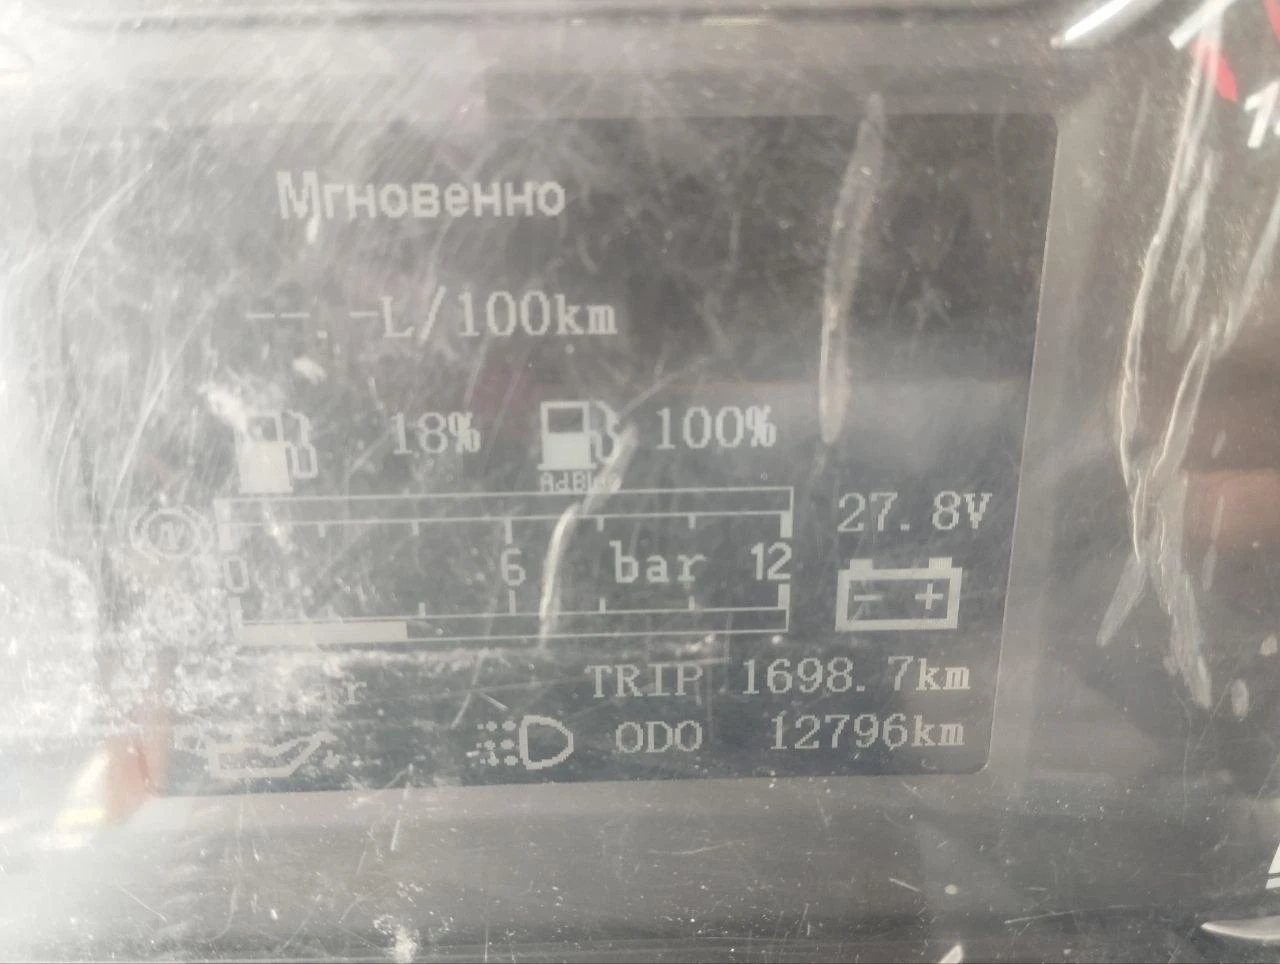 Мгновенно
--.-L/100km
18% 100%
AdBlue
27.8V
0 6 bar 12
- +
TRIP 1698.7km
ODO 12796km